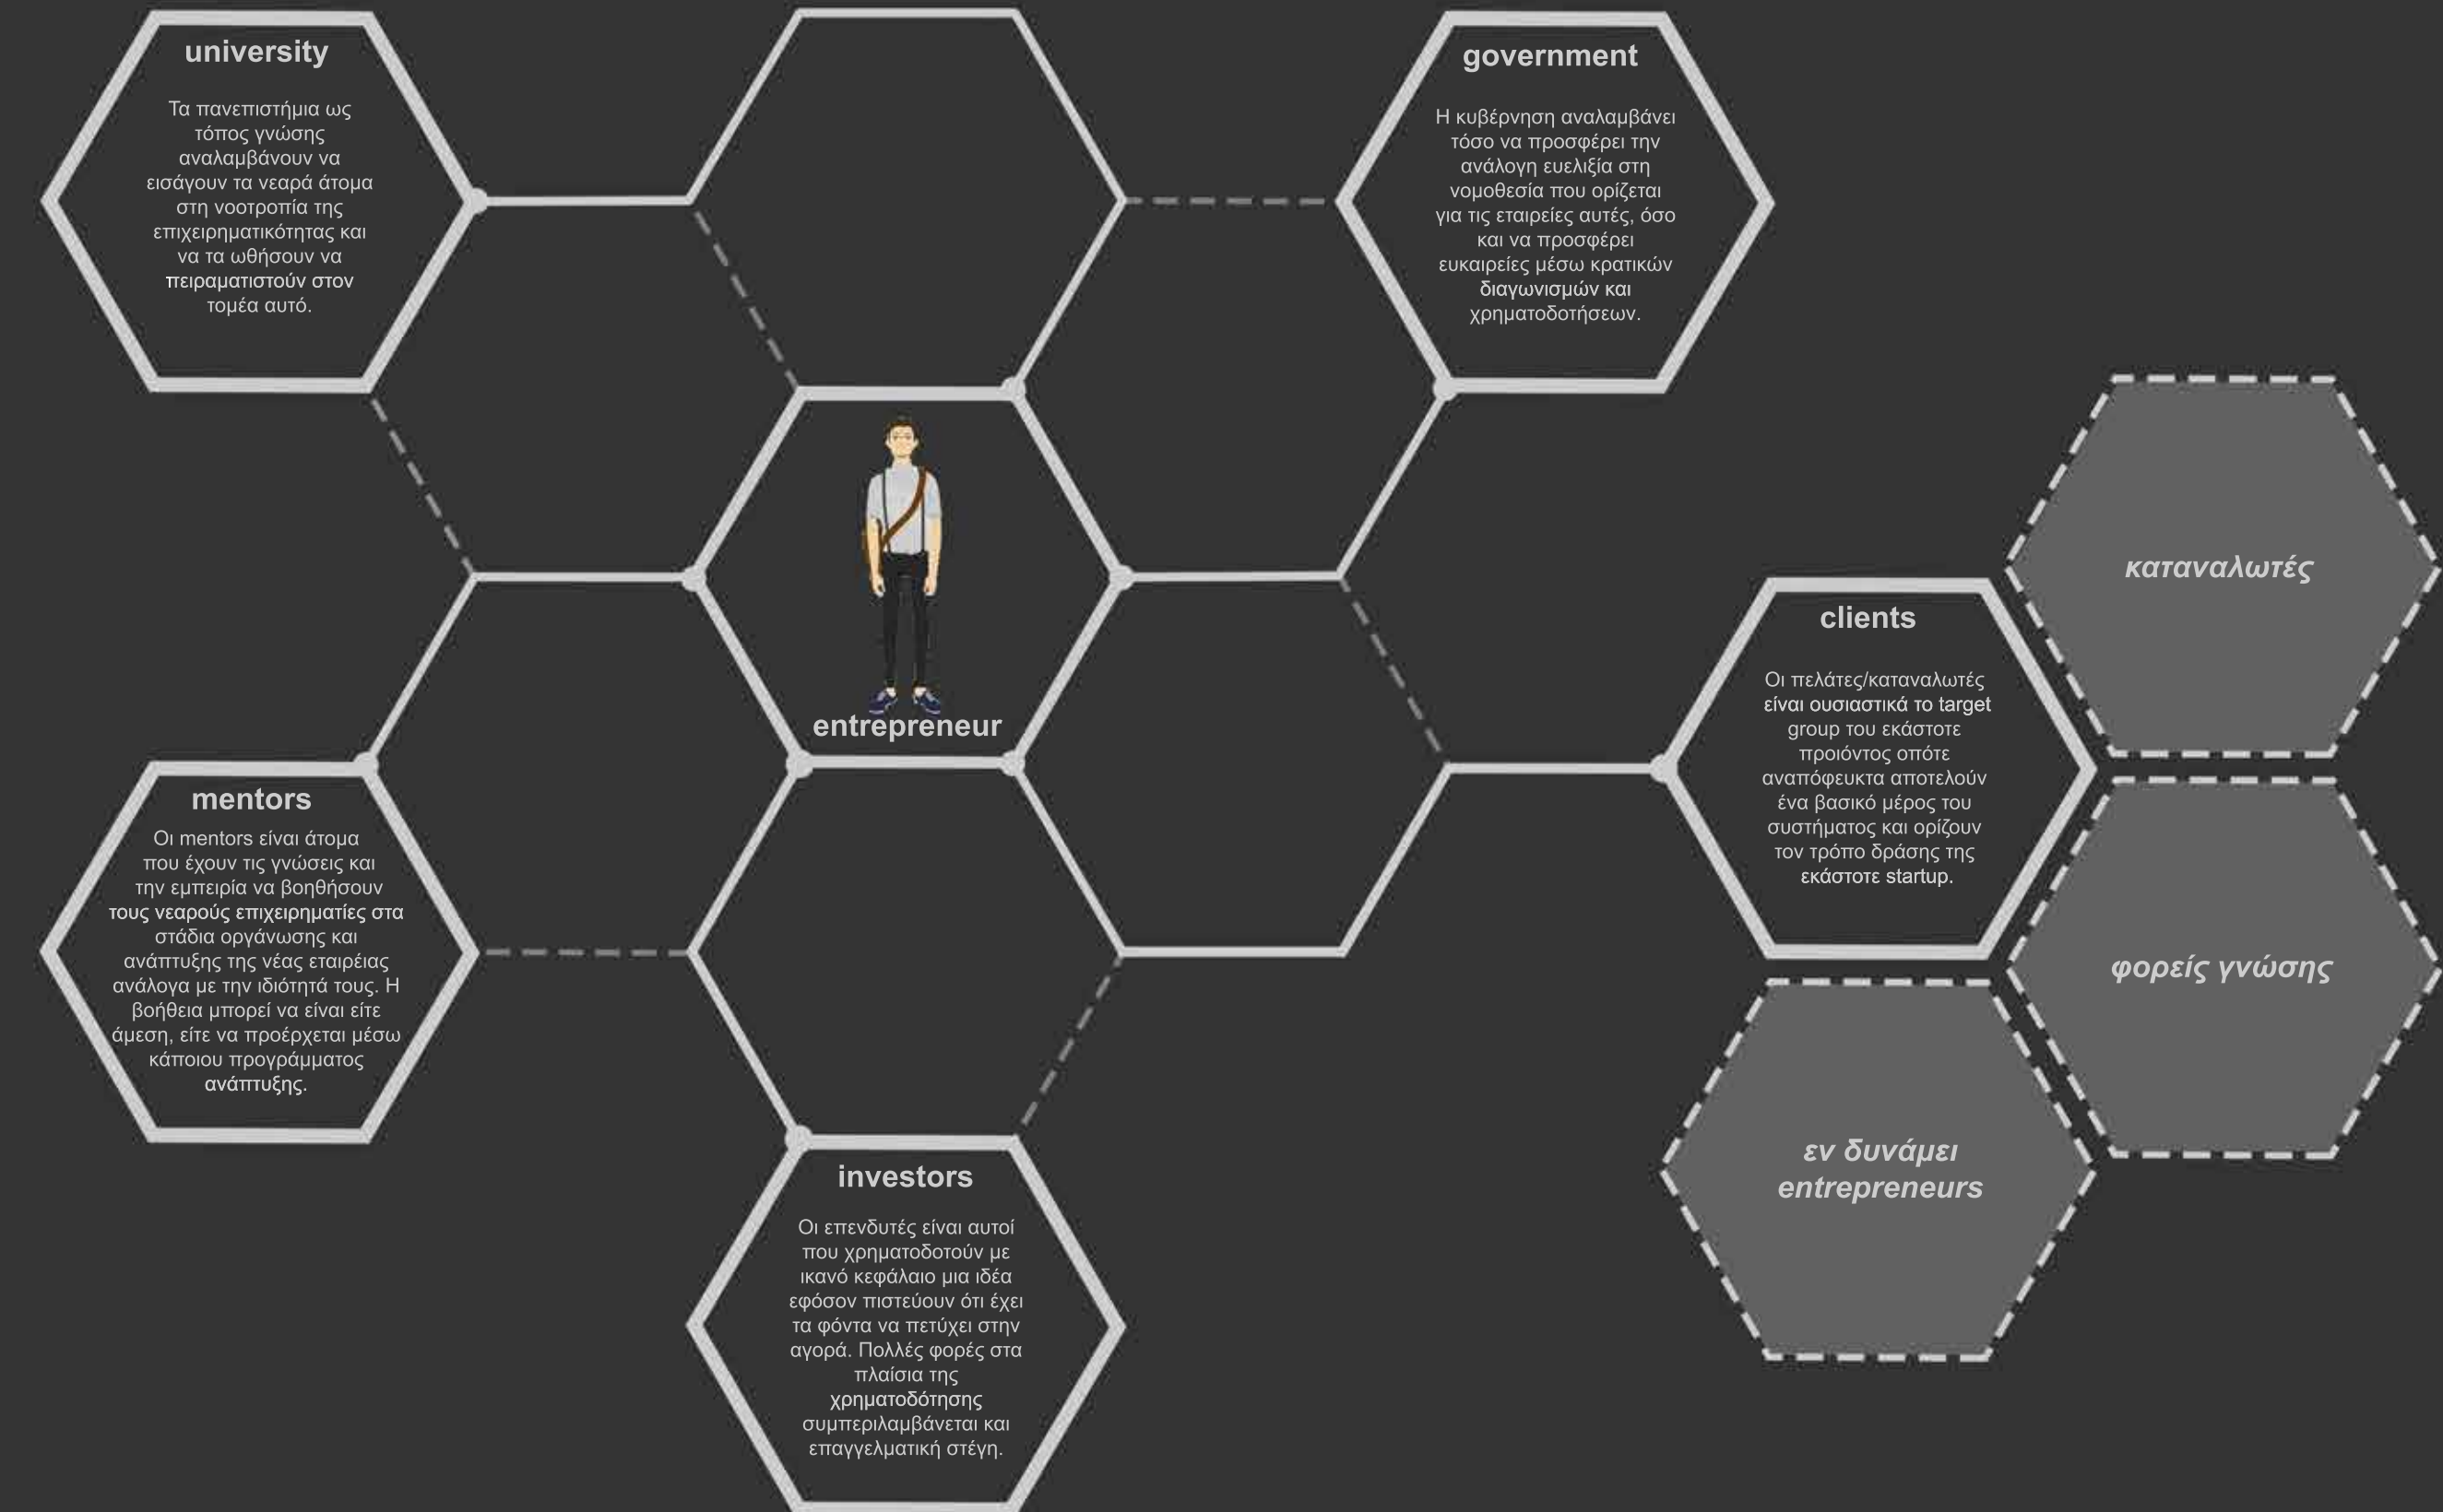 university
Τα πανεπιστήμια ως
τόπος γνώσης
αναλαμβάνουν να
εισάγουν τα νεαρά άτομα
στη νοοτροπία της
επιχειρηματικότητας και
να τα ωθήσουν να
πειραματιστούν στον
τομέα αυτό.
government
Η κυβέρνηση αναλαμβάνει
τόσο να προσφέρει την
ανάλογη ευελιξία στη
νομοθεσία που ορίζεται
για τις εταιρείες αυτές, όσο
και να προσφέρει
ευκαιρείες μέσω κρατικών
διαγωνισμών και
χρηματοδοτήσεων.
entrepreneur
clients
Οι πελάτες/καταναλωτές
είναι ουσιαστικά το target
group του εκάστοτε
προιόντος οπότε
αναπόφευκτα αποτελούν
ένα βασικό μέρος του
συστήματος και ορίζουν
τον τρόπο δράσης της
εκάστοτε startup.
καταναλωτές
φορείς γνώσης
εν δυνάμει
entrepreneurs
mentors
Οι mentors είναι άτομα
που έχουν τις γνώσεις και
την εμπειρία να βοηθήσουν
τους νεαρούς επιχειρηματίες στα
στάδια οργάνωσης και
ανάπτυξης της νέας εταιρέιας
ανάλογα με την ιδιότητά τους. Η
βοήθεια μπορεί να είναι είτε
άμεση, είτε να προέρχεται μέσω
κάποιου προγράμματος
ανάπτυξης.
investors
Οι επενδυτές είναι αυτοί
που χρηματοδοτούν με
ικανό κεφάλαιο μια ιδέα
εφόσον πιστεύουν ότι έχει
τα φόντα να πετύχει στην
αγορά. Πολλές φορές στα
πλαίσια της
χρηματοδότησης
συμπεριλαμβάνεται και
επαγγελματική στέγη.